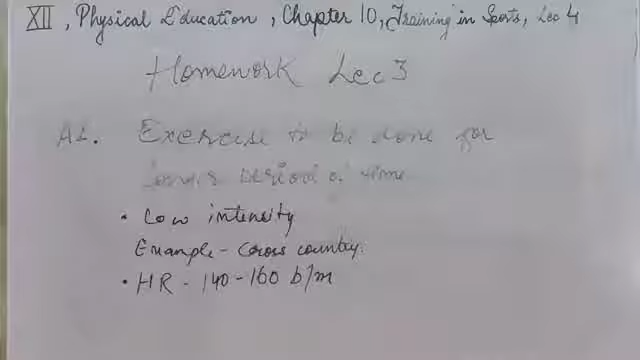 XII, Physical Education, Chapter 10, Training in Sports, Lec 4
Homework Lec 3
A1. Exercise to be done for
longer period of time
• Low intensity
Example - Cross country.
• HR - 140-160 b/m